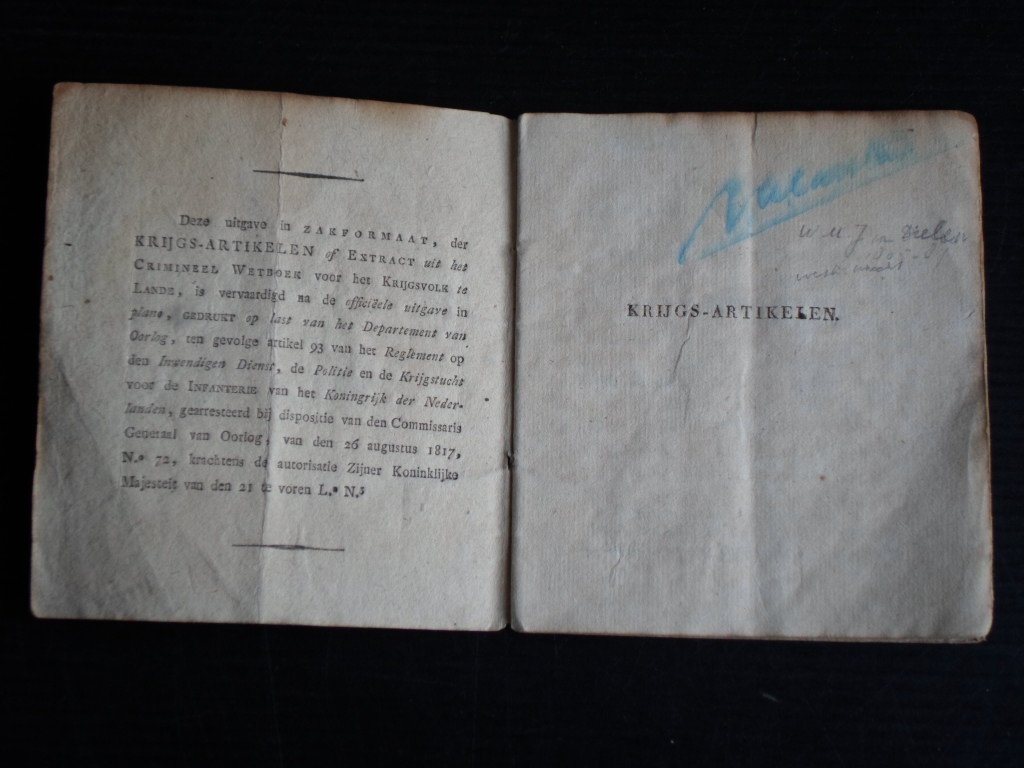 Deze uitgave in ZAKFORMAAT, der
KRIJGS-ARTIKELEN of EXTRACT uit het
CRIMINEEL WETBOEK voor het KRIJGSVOLK te
LANDE, is vervaardigd na de officiëele uitgave in
plano, GEDRUKT op last van het Departement van
Oorlog, ten gevolge artikel 93 van het Reglement op
den Inwendigen Dienst, de Politie en de Krijgstucht
voor de INFANTERIE van het Koningrijk der Neder-
landen, gearresteerd bij dispositie van den Commissaris
Generaal van Oorlog, van den 26 augustus 1817,
N.o 72, krachtens de autorisatie Zijner Koninklijke
Majesteit van den 21 te voren L.a N.5
W M J van
KRIJGS-ARTIKELEN.